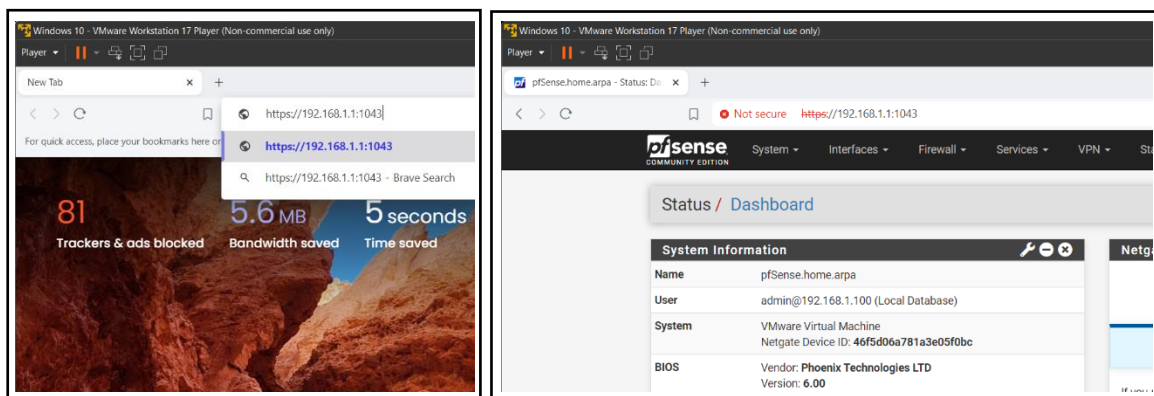 Windows 10 - VMware Workstation 17 Player (Non-commercial use only)
Player
New Tab
https://192.168.1.1:1043
For quick access, place your bookmarks here or
https://192.168.1.1:1043
https://192.168.1.1:1043 - Brave Search
81
5.6 MB
5 seconds
Trackers & ads blocked
Bandwidth saved
Time saved
Windows 10 - VMware Workstation 17 Player (Non-commercial use only)
Player
pf pfSense.home.arpa - Status: Da
Not secure https://192.168.1.1:1043
pfsense System Interfaces Firewall Services VPN Sta
COMMUNITY EDITION
Status / Dashboard
System Information
Netga
Name pfSense.home.arpa
User admin@192.168.1.100 (Local Database)
System VMware Virtual Machine
Netgate Device ID: 46f5d06a781a3e05f0bc
BIOS Vendor: Phoenix Technologies LTD
Version: 6.00